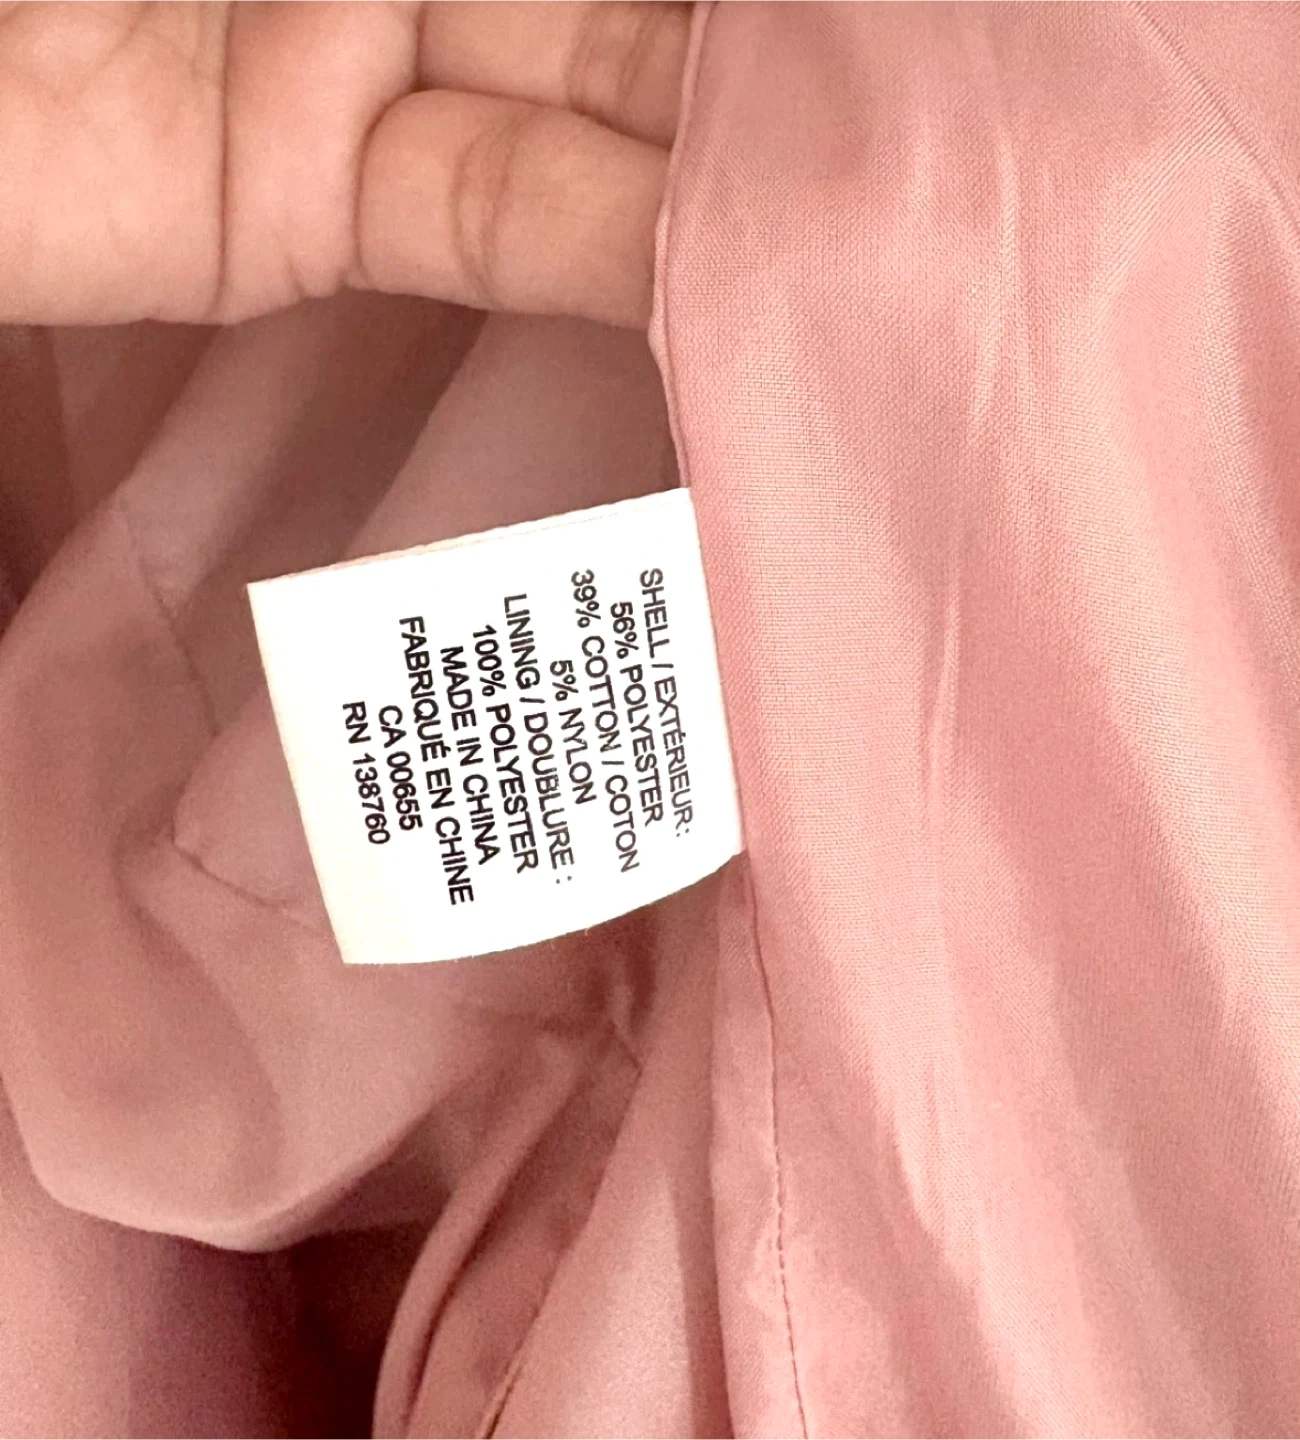 SHELL / EXTÉRIEUR:
56% POLYESTER
39% COTTON / COTON
5% NYLON
LINING / DOUBLURE :
100% POLYESTER
MADE IN CHINA
FABRIQUÉ EN CHINE
CA 00655
RN 138760